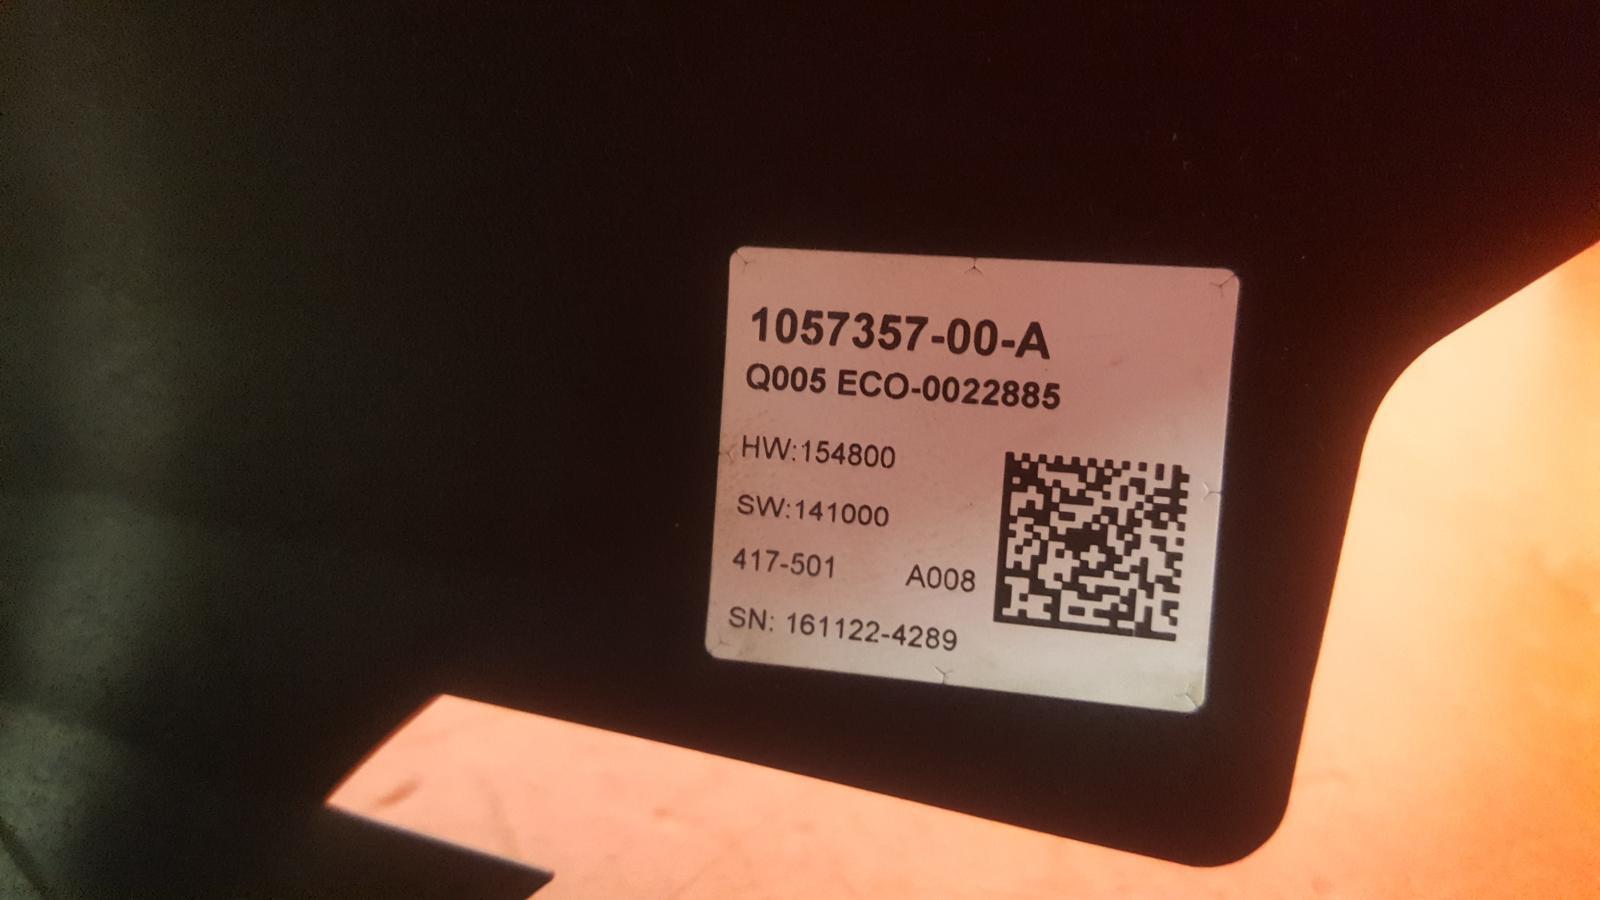 1057357-00-A
Q005 ECO-0022885
HW:154800
SW:141000
417-501 A008
SN: 161122-4289